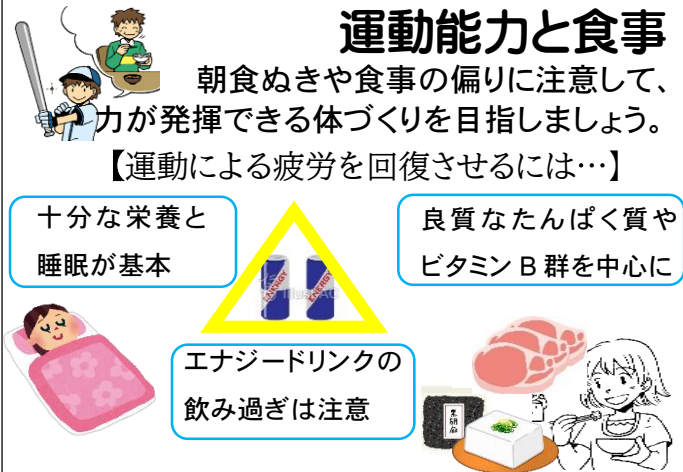 運動能力と食事
朝食ぬきや食事の偏りに注意して、
力が発揮できる体づくりを目指しましょう。
【運動による疲労を回復させるには…】
十分な栄養と
睡眠が基本
良質なたんぱく質や
ビタミンB群を中心に
ENERGY
ENERGY
エナジードリンクの
飲み過ぎは注意
黒胡麻